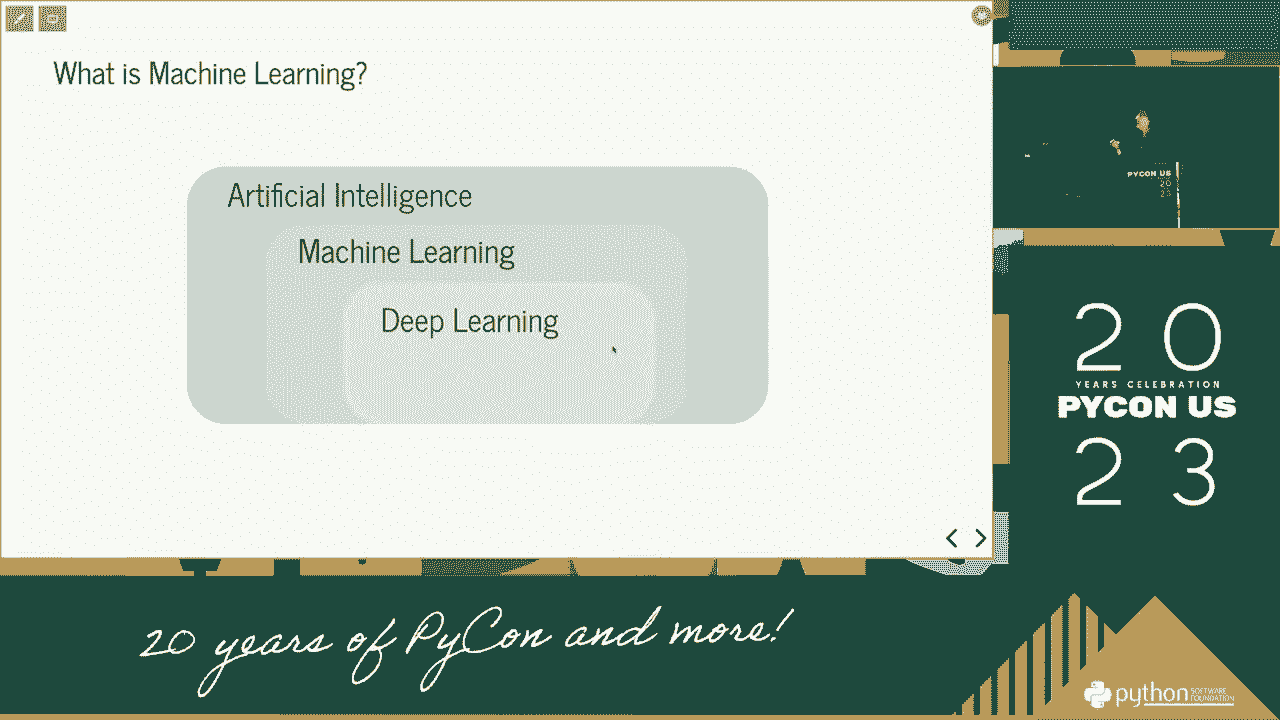 What is Machine Learning?
Artificial Intelligence
Machine Learning
Deep Learning
PYCON US
20
23
20
YEARS CELEBRATION
PYCON US
23
20 years of PyCon and more!
python SOFTWARE
FOUNDATION